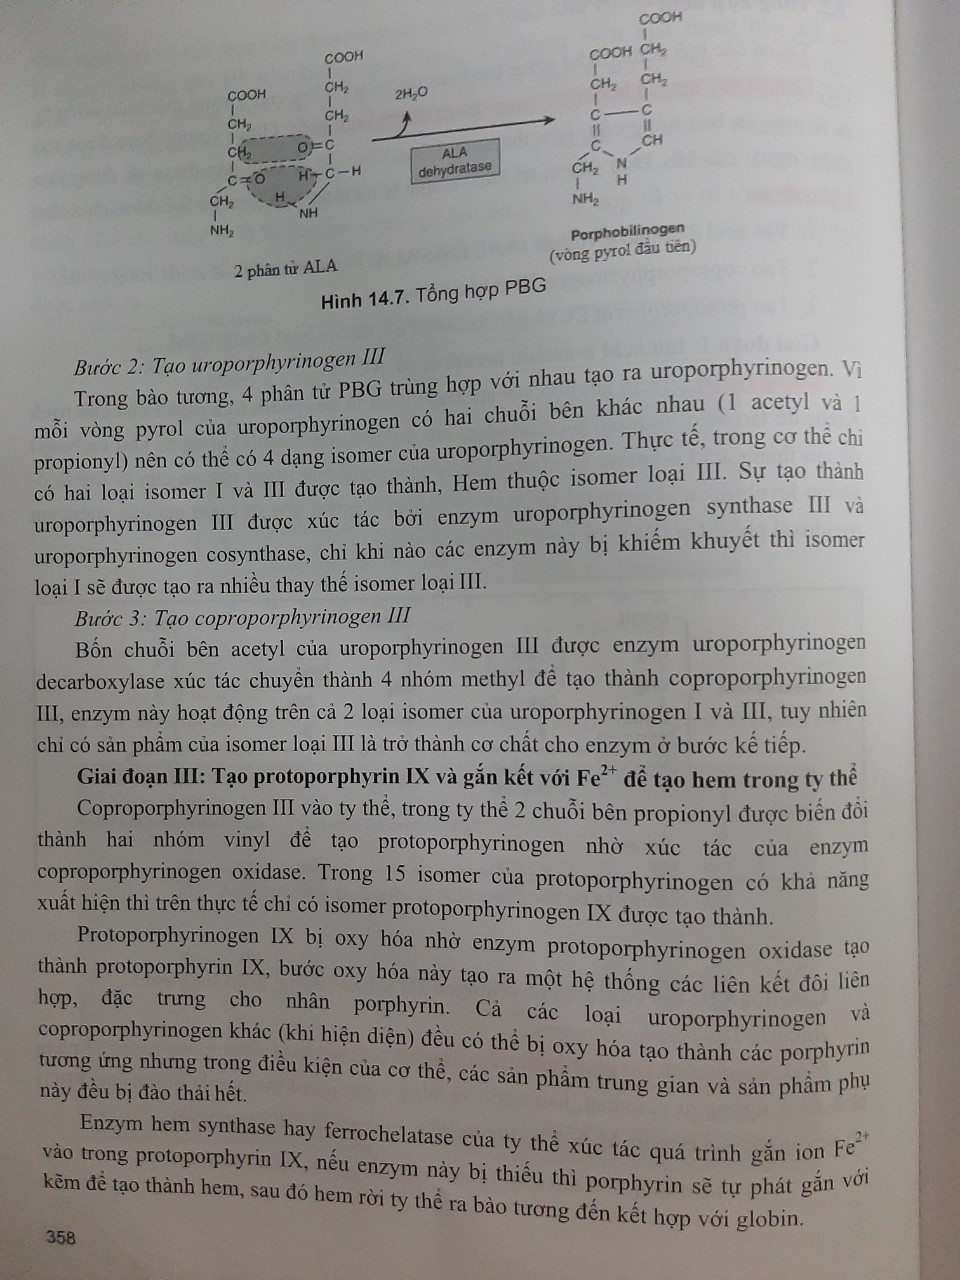 COOH
CH₂
CH₂
C=O
CH₂
NH₂
COOH
CH₂
CH₂
O=C
H-C-H
H
NH
2H₂O
ALA
dehydratase
COOH
CH₂
C
C
CH₂
NH₂
COOH
CH₂
CH₂
C
CH
N
H
Porphobilinogen
(vòng pyrol đầu tiên)
2 phân tử ALA
Hình 14.7. Tổng hợp PBG
Bước 2: Tạo uroporphyrinogen III
Trong bào tương, 4 phân tử PBG trùng hợp với nhau tạo ra uroporphyrinogen. Vì
mỗi vòng pyrol của uroporphyrinogen có hai chuỗi bên khác nhau (1 acetyl và 1
propionyl) nên có thể có 4 dạng isomer của uroporphyrinogen. Thực tế, trong cơ thể chỉ
có hai loại isomer I và III được tạo thành, Hem thuộc isomer loại III. Sự tạo thành
uroporphyrinogen III được xúc tác bởi enzym uroporphyrinogen synthase III và
uroporphyrinogen cosynthase, chỉ khi nào các enzym này bị khiếm khuyết thì isomer
loại I sẽ được tạo ra nhiều thay thế isomer loại III.
Bước 3: Tạo coproporphyrinogen III
Bốn chuỗi bên acetyl của uroporphyrinogen III được enzym uroporphyrinogen
decarboxylase xúc tác chuyển thành 4 nhóm methyl để tạo thành coproporphyrinogen
III, enzym này hoạt động trên cả 2 loại isomer của uroporphyrinogen I và III, tuy nhiên
chỉ có sản phẩm của isomer loại III là trở thành cơ chất cho enzym ở bước kế tiếp.
Giai đoạn III: Tạo protoporphyrin IX và gắn kết với Fe²⁺ để tạo hem trong ty thể
Coproporphyrinogen III vào ty thể, trong ty thể 2 chuỗi bên propionyl được biến đổi
thành hai nhóm vinyl để tạo protoporphyrinogen nhờ xúc tác của enzym
coproporphyrinogen oxidase. Trong 15 isomer của protoporphyrinogen có khả năng
xuất hiện thì trên thực tế chỉ có isomer protoporphyrinogen IX được tạo thành.
Protoporphyrinogen IX bị oxy hóa nhờ enzym protoporphyrinogen oxidase tạo
thành protoporphyrin IX, bước oxy hóa này tạo ra một hệ thống các liên kết đôi liên
hợp, đặc trưng cho nhân porphyrin. Cả các loại uroporphyrinogen và
coproporphyrinogen khác (khi hiện diện) đều có thể bị oxy hóa tạo thành các porphyrin
tương ứng nhưng trong điều kiện của cơ thể, các sản phẩm trung gian và sản phẩm phụ
này đều bị đào thải hết.
Enzym hem synthase hay ferrochelatase của ty thể xúc tác quá trình gắn ion Fe²⁺
vào trong protoporphyrin IX, nếu enzym này bị thiếu thì porphyrin sẽ tự phát gắn với
kẽm để tạo thành hem, sau đó hem rời ty thể ra bào tương đến kết hợp với globin.
358